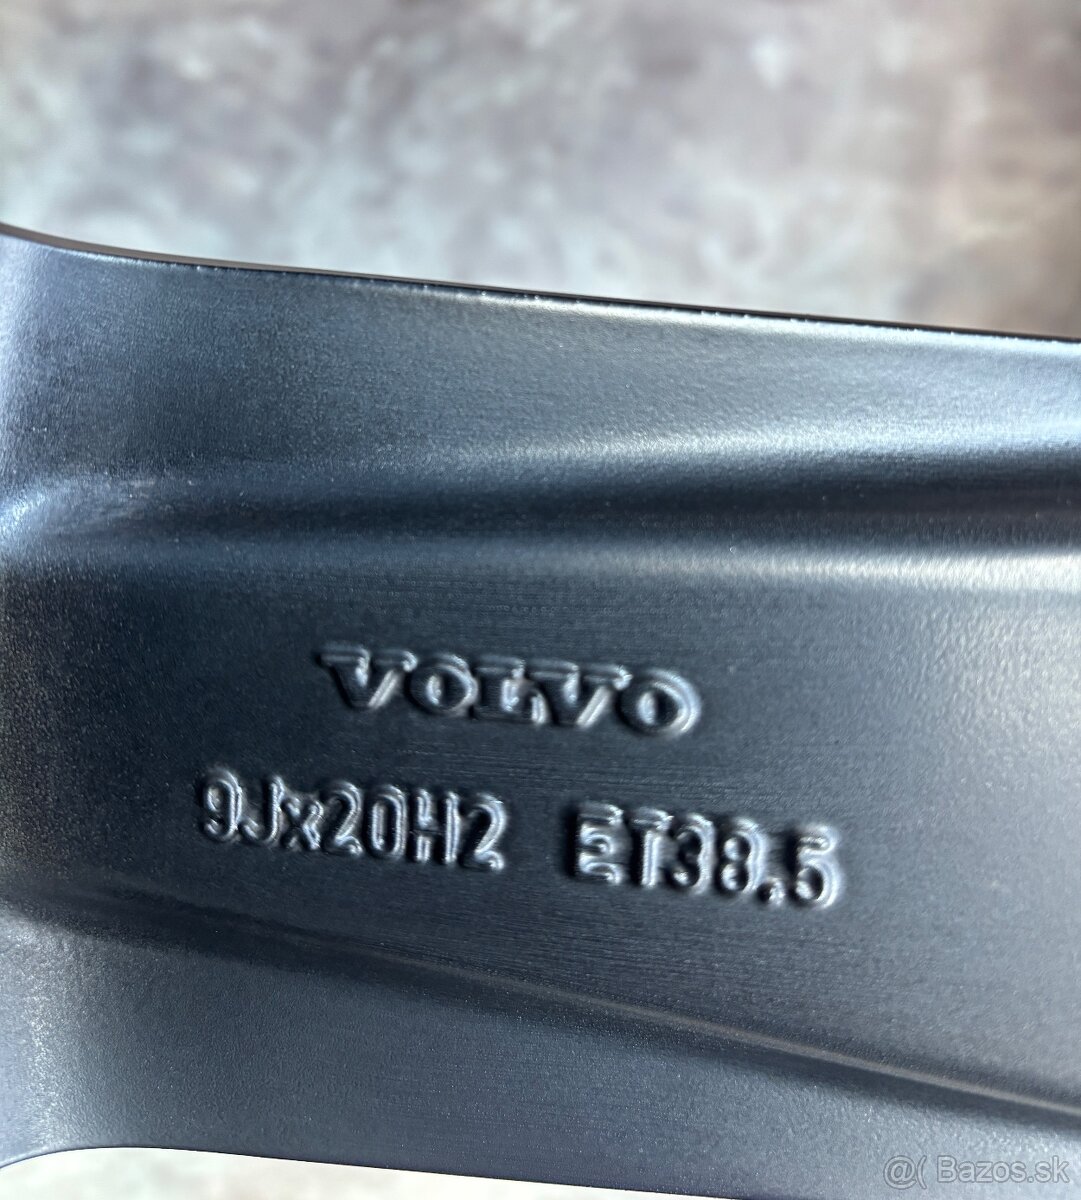 VOLVO
9Jx20H2 ET38.5
@( Bazos.sk